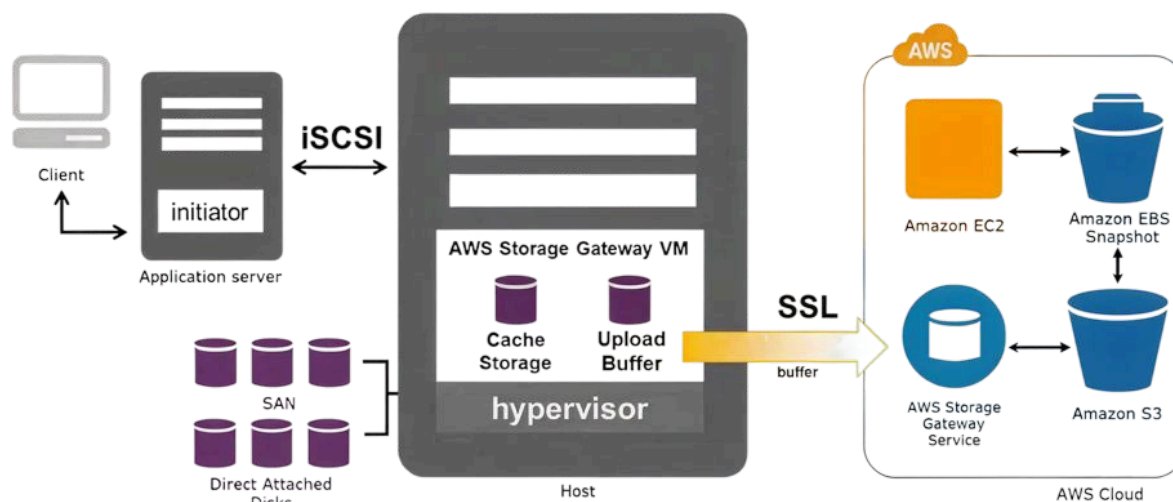 Client
initiator
Application server
iSCSI
AWS Storage Gateway VM
Cache
Storage
Upload
Buffer
hypervisor
Host
SAN
Direct Attached
Disks
SSL
buffer
AWS
Amazon EC2
Amazon EBS
Snapshot
AWS Storage
Gateway
Service
Amazon S3
AWS Cloud